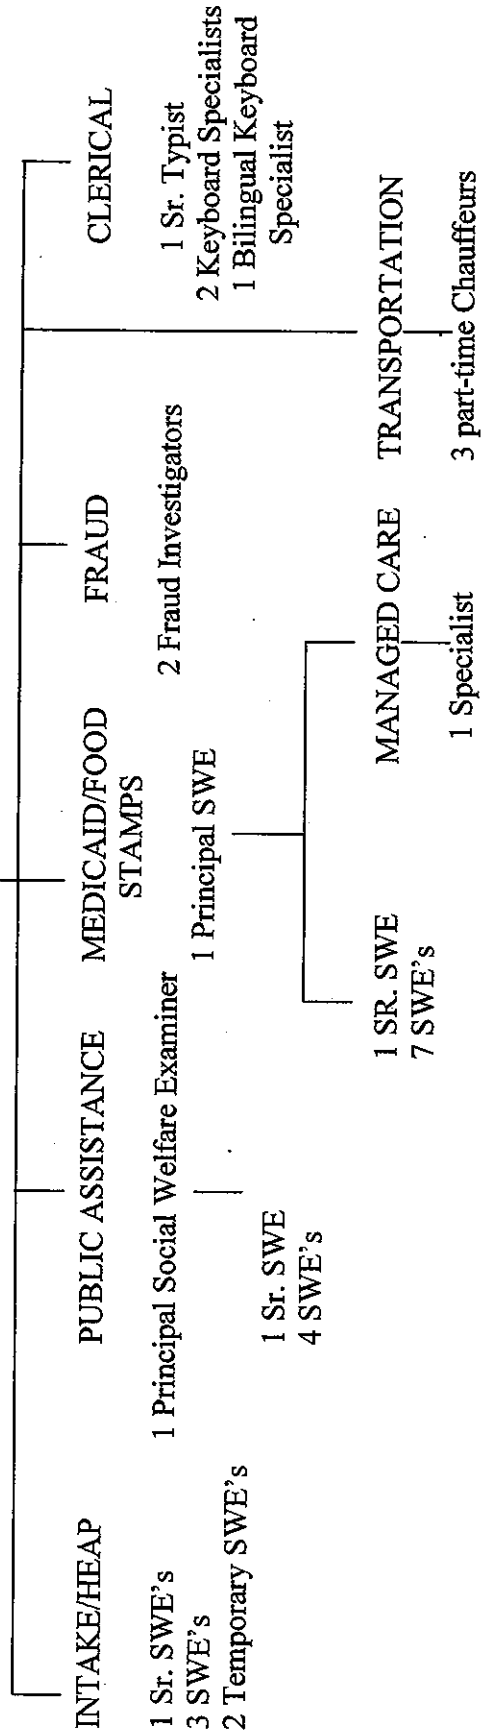 INTAKE/HEAP
1 Sr. SWE's
3 SWE's
2 Temporary SWE's
PUBLIC ASSISTANCE
1 Principal Social Welfare Examiner
1 Sr. SWE
4 SWE's
MEDICAID/FOOD
STAMPS
1 Principal SWE
1 SR. SWE
7 SWE's
MANAGED CARE
1 Specialist
FRAUD
2 Fraud Investigators
TRANSPORTATION
3 part-time Chauffeurs
CLERICAL
1 Sr. Typist
2 Keyboard Specialists
1 Bilingual Keyboard
Specialist